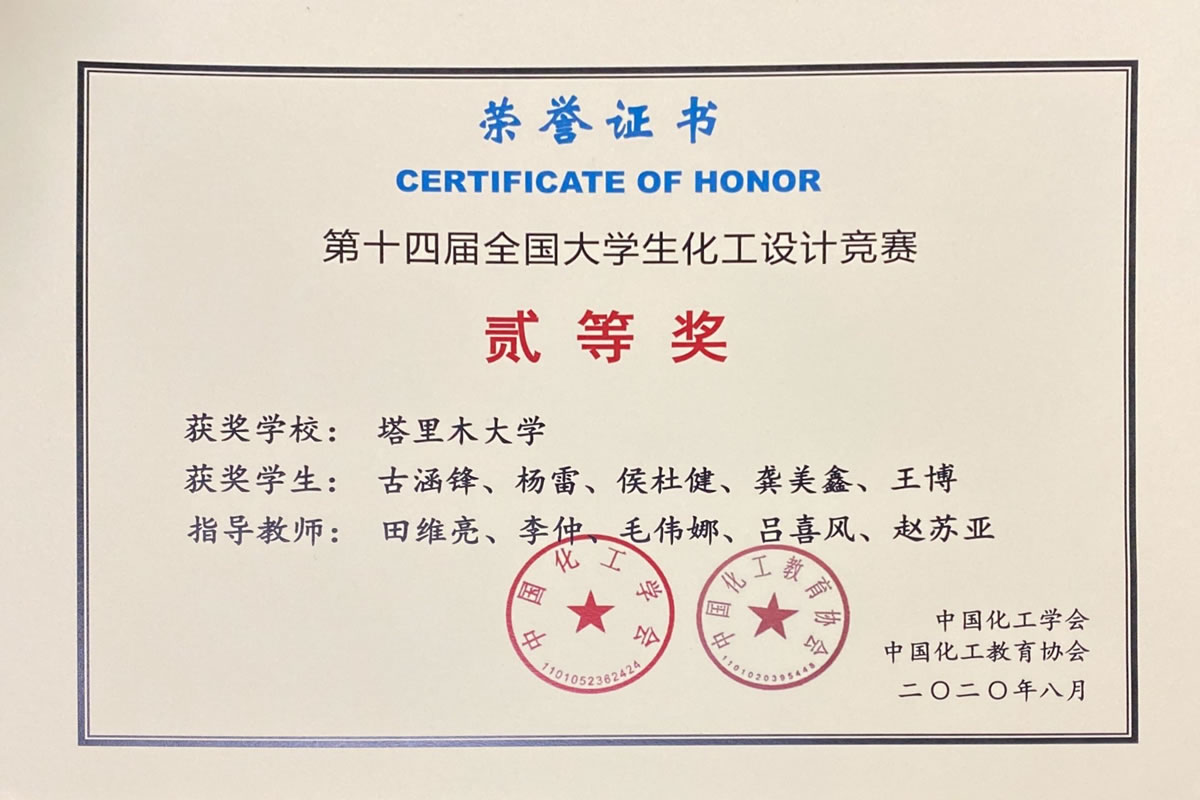 荣誉证书
CERTIFICATE OF HONOR
第十四届全国大学生化工设计竞赛
贰等奖
获奖学校： 塔里木大学
获奖学生： 古涵锋、杨雷、侯杜健、龚美鑫、王博
指导教师： 田维亮、李仲、毛伟娜、吕喜风、赵苏亚
中国化工学会
1101052362424
中国化工教育协会
1101020395448
中国化工学会
中国化工教育协会
二〇二〇年八月